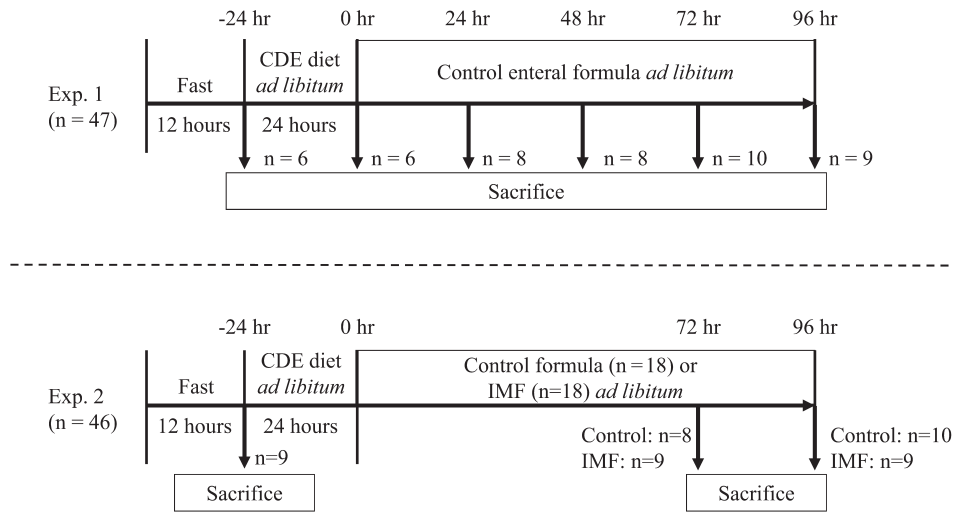 -24 hr 0 hr 24 hr 48 hr 72 hr 96 hr
CDE diet
ad libitum
Control enteral formula ad libitum
Fast
Exp. 1
(n = 47)
12 hours 24 hours
n = 6 n = 6 n = 8 n = 8 n = 10 n = 9
Sacrifice
-24 hr 0 hr 72 hr 96 hr
CDE diet
ad libitum
Control formula (n = 18) or
IMF (n=18) ad libitum
Fast
Exp. 2
(n = 46)
12 hours 24 hours
n=9
Control: n=8
IMF: n=9
Control: n=10
IMF: n=9
Sacrifice Sacrifice